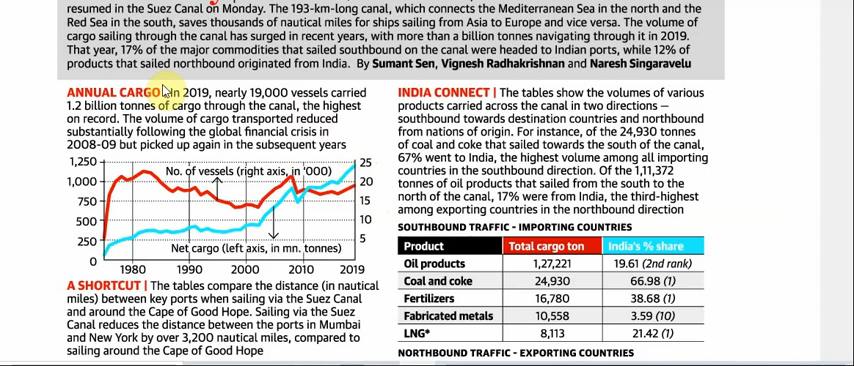 resumed in the Suez Canal on Monday. The 193-km-long canal, which connects the Mediterranean Sea in the north and the
Red Sea in the south, saves thousands of nautical miles for ships sailing from Asia to Europe and vice versa. The volume of
cargo sailing through the canal has surged in recent years, with more than a billion tonnes navigating through it in 2019.
That year, 17% of the major commodities that sailed southbound on the canal were headed to Indian ports, while 12% of
products that sailed northbound originated from India. By Sumant Sen, Vignesh Radhakrishnan and Naresh Singaravelu
ANNUAL CARGO | In 2019, nearly 19,000 vessels carried
1.2 billion tonnes of cargo through the canal, the highest
on record. The volume of cargo transported reduced
substantially following the global financial crisis in
2008-09 but picked up again in the subsequent years
1,250
1,000
750
500
250
0
No. of vessels (right axis, in '000)
Net cargo (left axis, in mn. tonnes)
25
20
15
10
5
1980 1990 2000 2010 2019
A SHORTCUT | The tables compare the distance (in nautical
miles) between key ports when sailing via the Suez Canal
and around the Cape of Good Hope. Sailing via the Suez
Canal reduces the distance between the ports in Mumbai
and New York by over 3,200 nautical miles, compared to
sailing around the Cape of Good Hope
INDIA CONNECT | The tables show the volumes of various
products carried across the canal in two directions —
southbound towards destination countries and northbound
from nations of origin. For instance, of the 24,930 tonnes
of coal and coke that sailed towards the south of the canal,
67% went to India, the highest volume among all importing
countries in the southbound direction. Of the 1,11,372
tonnes of oil products that sailed from the south to the
north of the canal, 17% were from India, the third-highest
among exporting countries in the northbound direction
SOUTHBOUND TRAFFIC - IMPORTING COUNTRIES
Product Total cargo ton India's % share
Oil products 1,27,221 19.61 (2nd rank)
Coal and coke 24,930 66.98 (1)
Fertilizers 16,780 38.68 (1)
Fabricated metals 10,558 3.59 (10)
LNG* 8,113 21.42 (1)
NORTHBOUND TRAFFIC - EXPORTING COUNTRIES